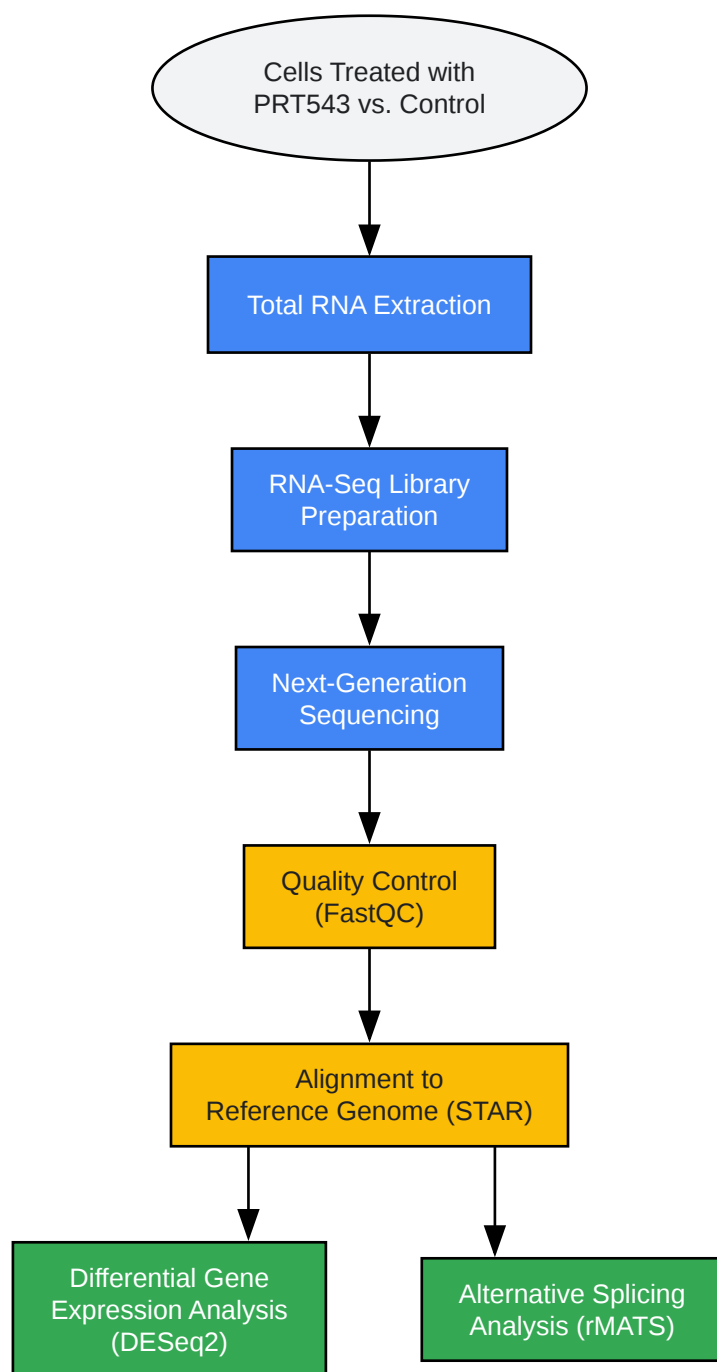 Cells Treated with
PRT543 vs. Control
Total RNA Extraction
RNA-Seq Library
Preparation
Next-Generation
Sequencing
Quality Control
(FastQC)
Alignment to
Reference Genome (STAR)
Differential Gene
Expression Analysis
(DESeq2)
Alternative Splicing
Analysis (rMATS)